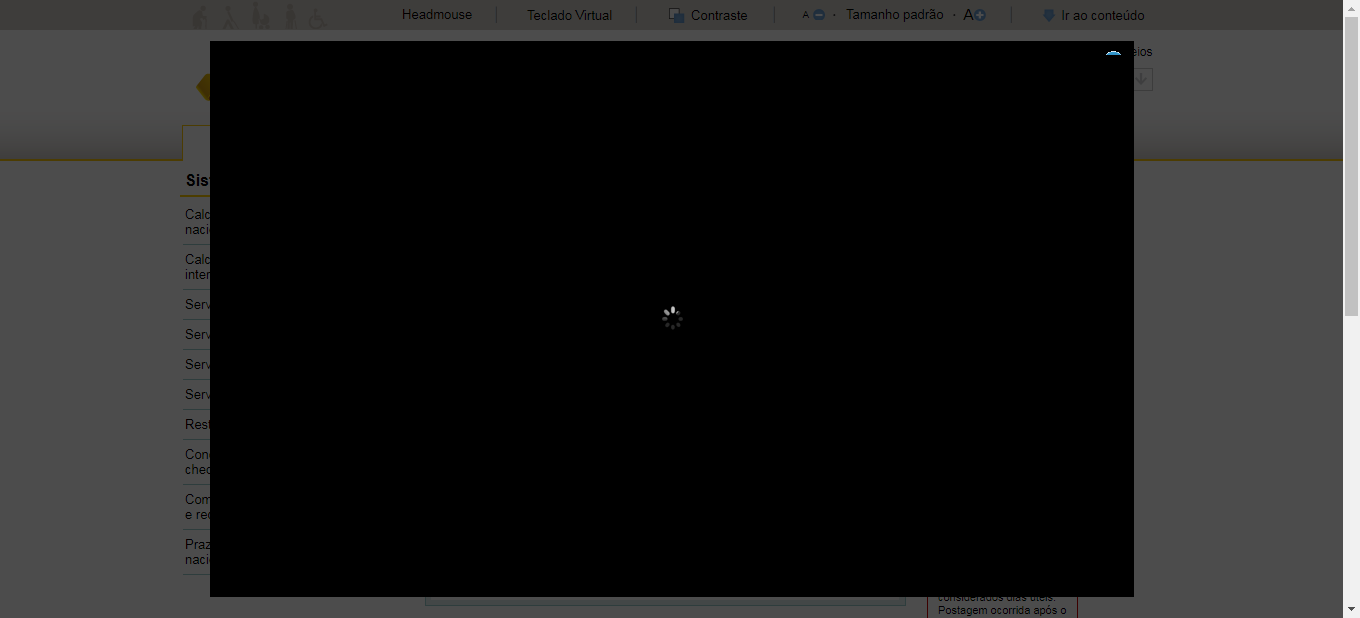 Headmouse
Teclado Virtual
Contraste
A
Tamanho padrão
A
Ir ao conteúdo
eios
Sis
Calc
naci
Calc
inter
Serv
Serv
Serv
Serv
Rest
Con
chec
Com
e rec
Praz
naci
considerados dias úteis.
Postagem ocorrida após o